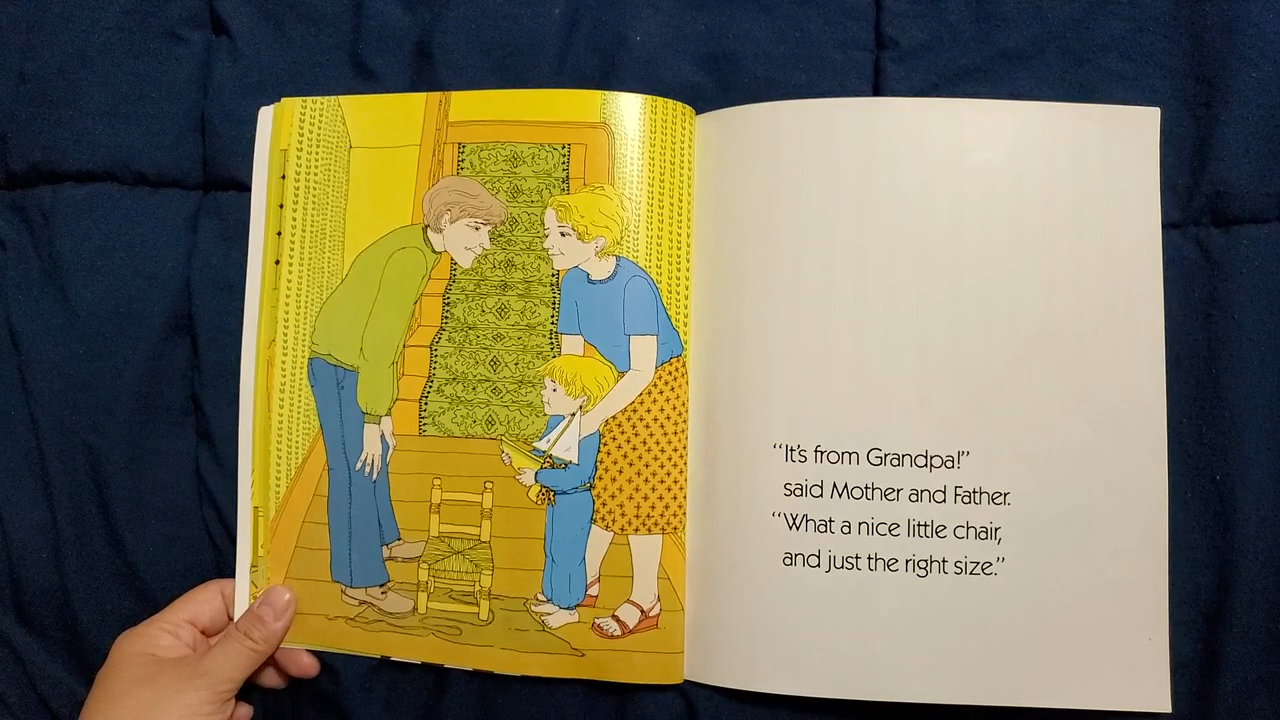 “It’s from Grandpa!”
said Mother and Father.
“What a nice little chair,
and just the right size.”